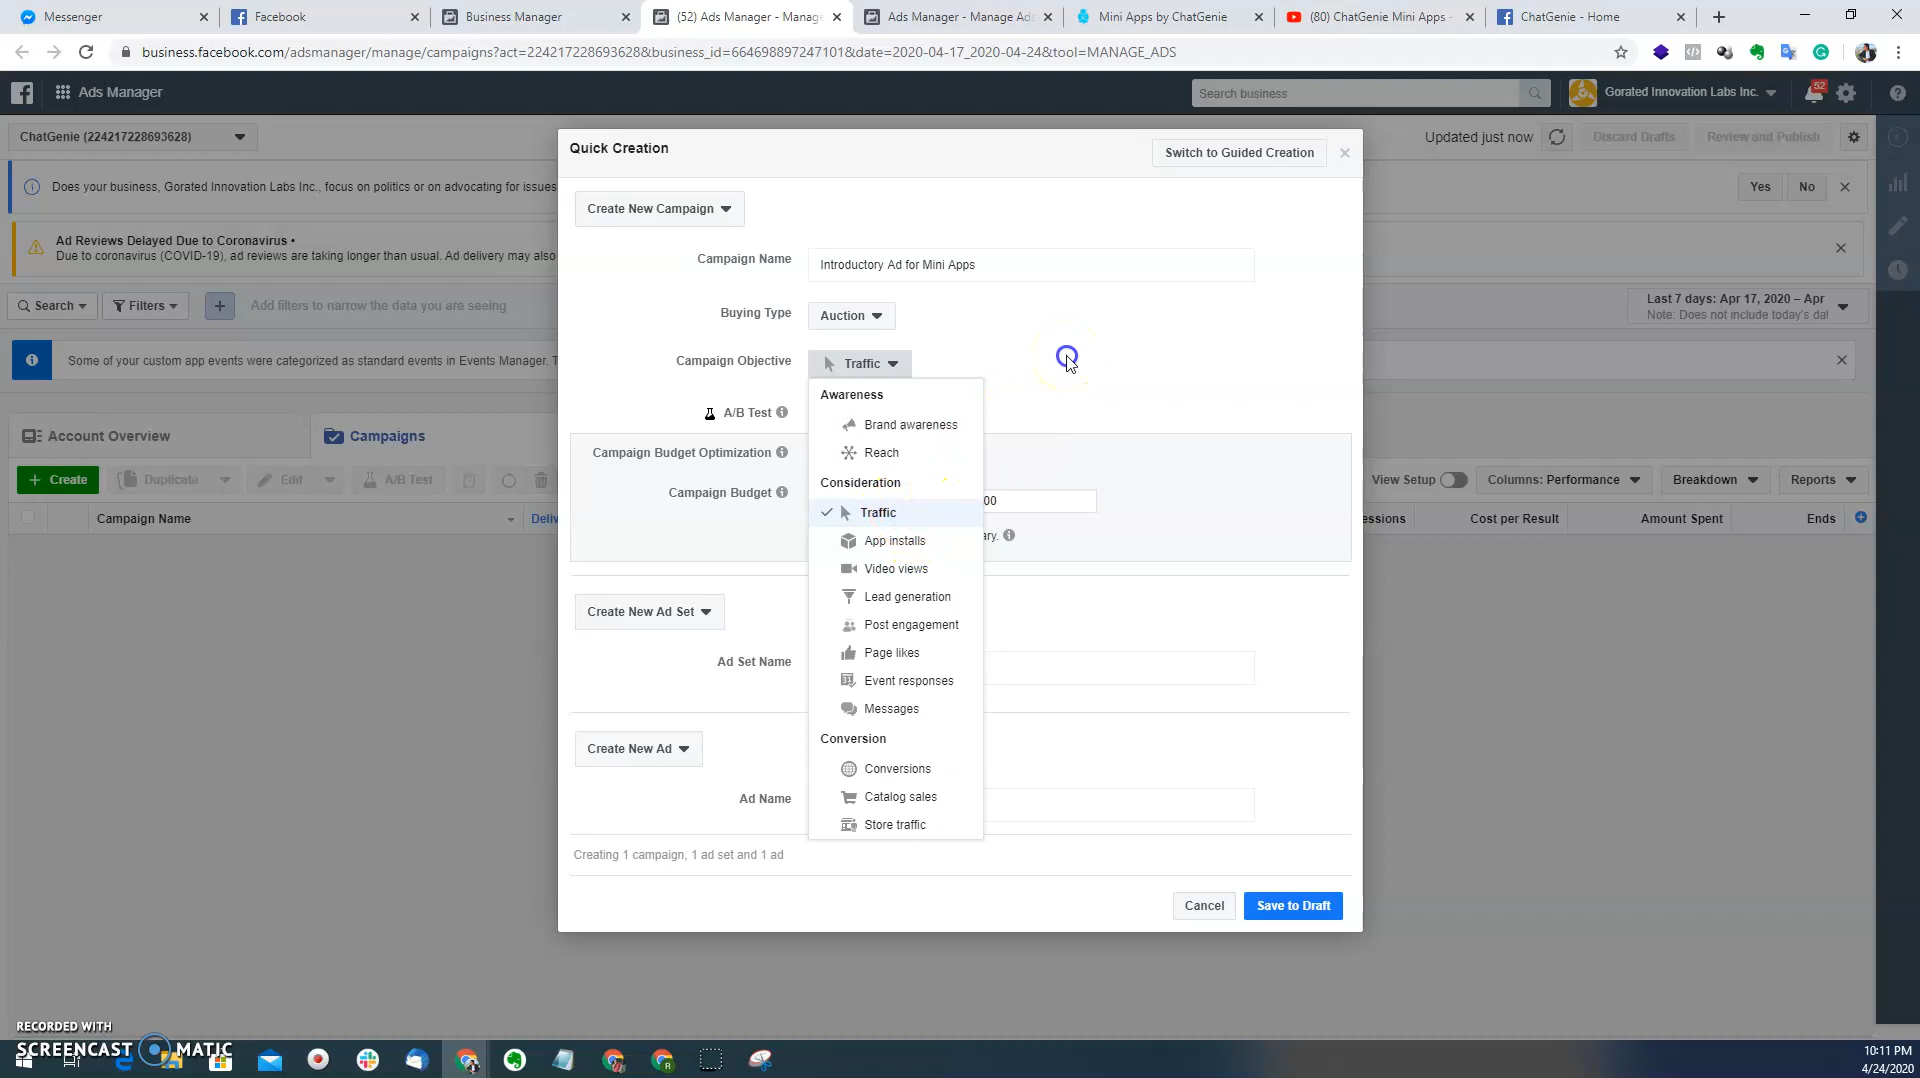 Messenger
Facebook
Business Manager
(52) Ads Manager - Manage
Ads Manager - Manage Ads
Mini Apps by ChatGenie
(80) ChatGenie Mini Apps -
ChatGenie - Home
business.facebook.com/adsmanager/manage/campaigns?act=224217228693628&business_id=664698897247101&date=2020-04-17_2020-04-24&tool=MANAGE_ADS
Ads Manager
Search business
Gorated Innovation Labs Inc.
52
ChatGenie (224217228693628)
Updated just now
Discard Drafts
Review and Publish
Does your business, Gorated Innovation Labs Inc., focus on politics or on advocating for issues
Yes
No
Ad Reviews Delayed Due to Coronavirus •
Due to coronavirus (COVID-19), ad reviews are taking longer than usual. Ad delivery may also
Search
Filters
Add filters to narrow the data you are seeing
Last 7 days: Apr 17, 2020 – Apr
Note: Does not include today's dat
Some of your custom app events were categorized as standard events in Events Manager. T
Account Overview
Campaigns
+ Create
Duplicate
Edit
A/B Test
View Setup
Columns: Performance
Breakdown
Reports
Campaign Name
Deliv
essions
Cost per Result
Amount Spent
Ends
Quick Creation
Switch to Guided Creation
Create New Campaign
Campaign Name
Introductory Ad for Mini Apps
Buying Type
Auction
Campaign Objective
Traffic
A/B Test
Campaign Budget Optimization
Campaign Budget
00
ary.
Awareness
Brand awareness
Reach
Consideration
Traffic
App installs
Video views
Lead generation
Post engagement
Page likes
Event responses
Messages
Conversion
Conversions
Catalog sales
Store traffic
Create New Ad Set
Ad Set Name
Create New Ad
Ad Name
Creating 1 campaign, 1 ad set and 1 ad
Cancel
Save to Draft
RECORDED WITH
SCREENCAST MATIC
10:11 PM
4/24/2020